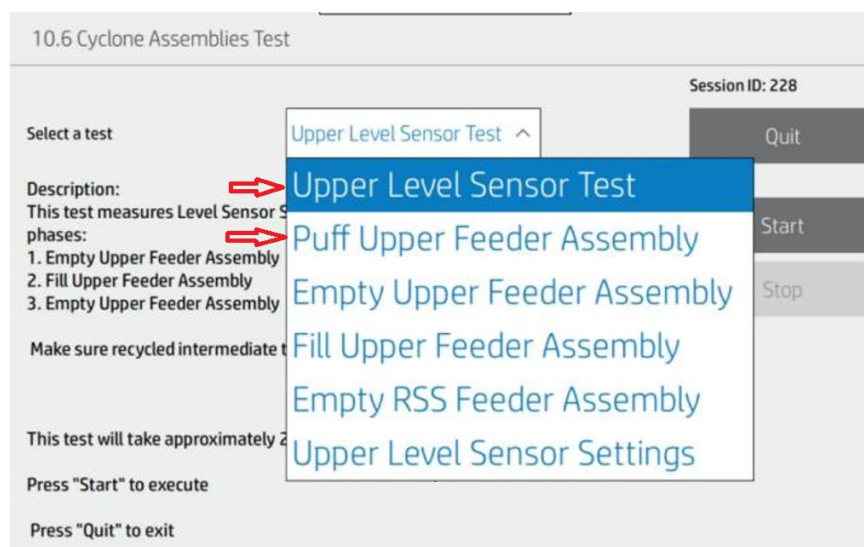 10.6 Cyclone Assemblies Test
Session ID: 228
Select a test
Upper Level Sensor Test
Quit
Upper Level Sensor Test
Puff Upper Feeder Assembly
Empty Upper Feeder Assembly
Fill Upper Feeder Assembly
Empty RSS Feeder Assembly
Upper Level Sensor Settings
Start
Stop
Description:
This test measures Level Sensor S
phases:
1. Empty Upper Feeder Assembly
2. Fill Upper Feeder Assembly
3. Empty Upper Feeder Assembly
Make sure recycled intermediate t
This test will take approximately 2
Press "Start" to execute
Press "Quit" to exit